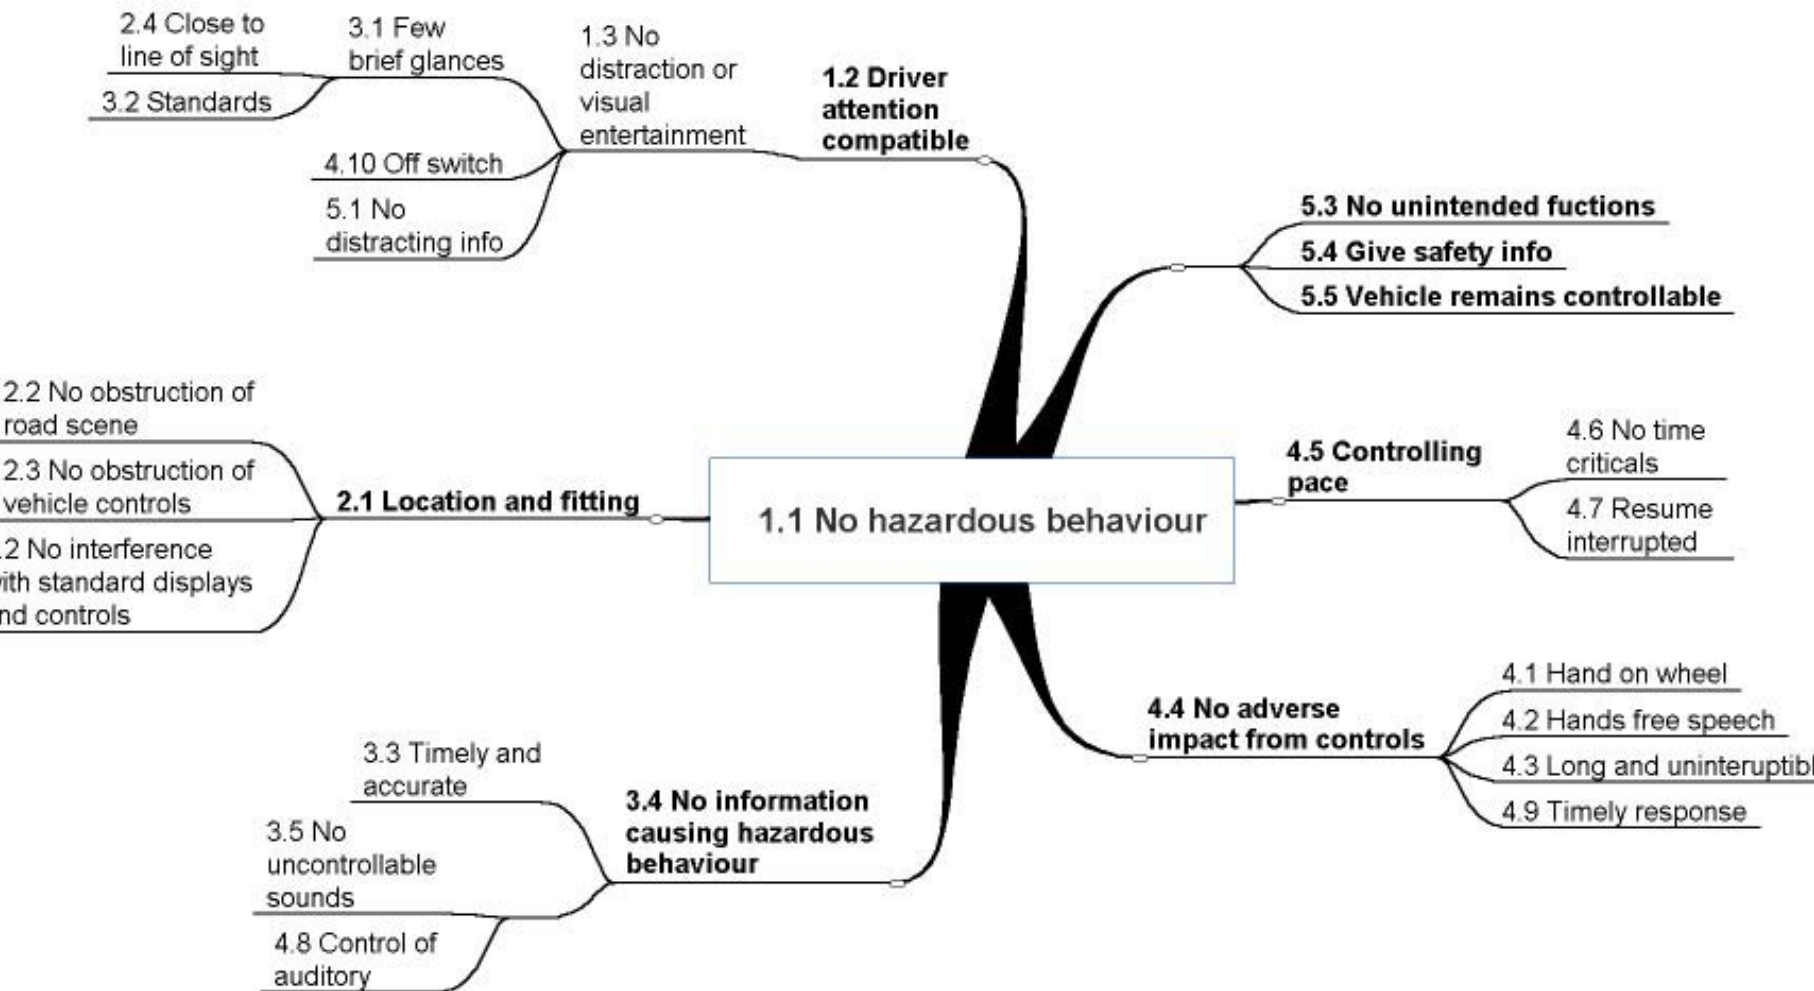 2.4 Close to
line of sight
3.2 Standards
3.1 Few
brief glances
4.10 Off switch
5.1 No
distracting info
1.3 No
distraction or
visual
entertainment
1.2 Driver
attention
compatible
5.3 No unintended fuctions
5.4 Give safety info
5.5 Vehicle remains controllable
2.2 No obstruction of
road scene
2.3 No obstruction of
vehicle controls
.2 No interference
ith standard displays
nd controls
2.1 Location and fitting
1.1 No hazardous behaviour
4.5 Controlling
pace
4.6 No time
criticals
4.7 Resume
interrupted
4.4 No adverse
impact from controls
4.1 Hand on wheel
4.2 Hands free speech
4.3 Long and uninteruptibl
4.9 Timely response
3.3 Timely and
accurate
3.5 No
uncontrollable
sounds
4.8 Control of
auditory
3.4 No information
causing hazardous
behaviour